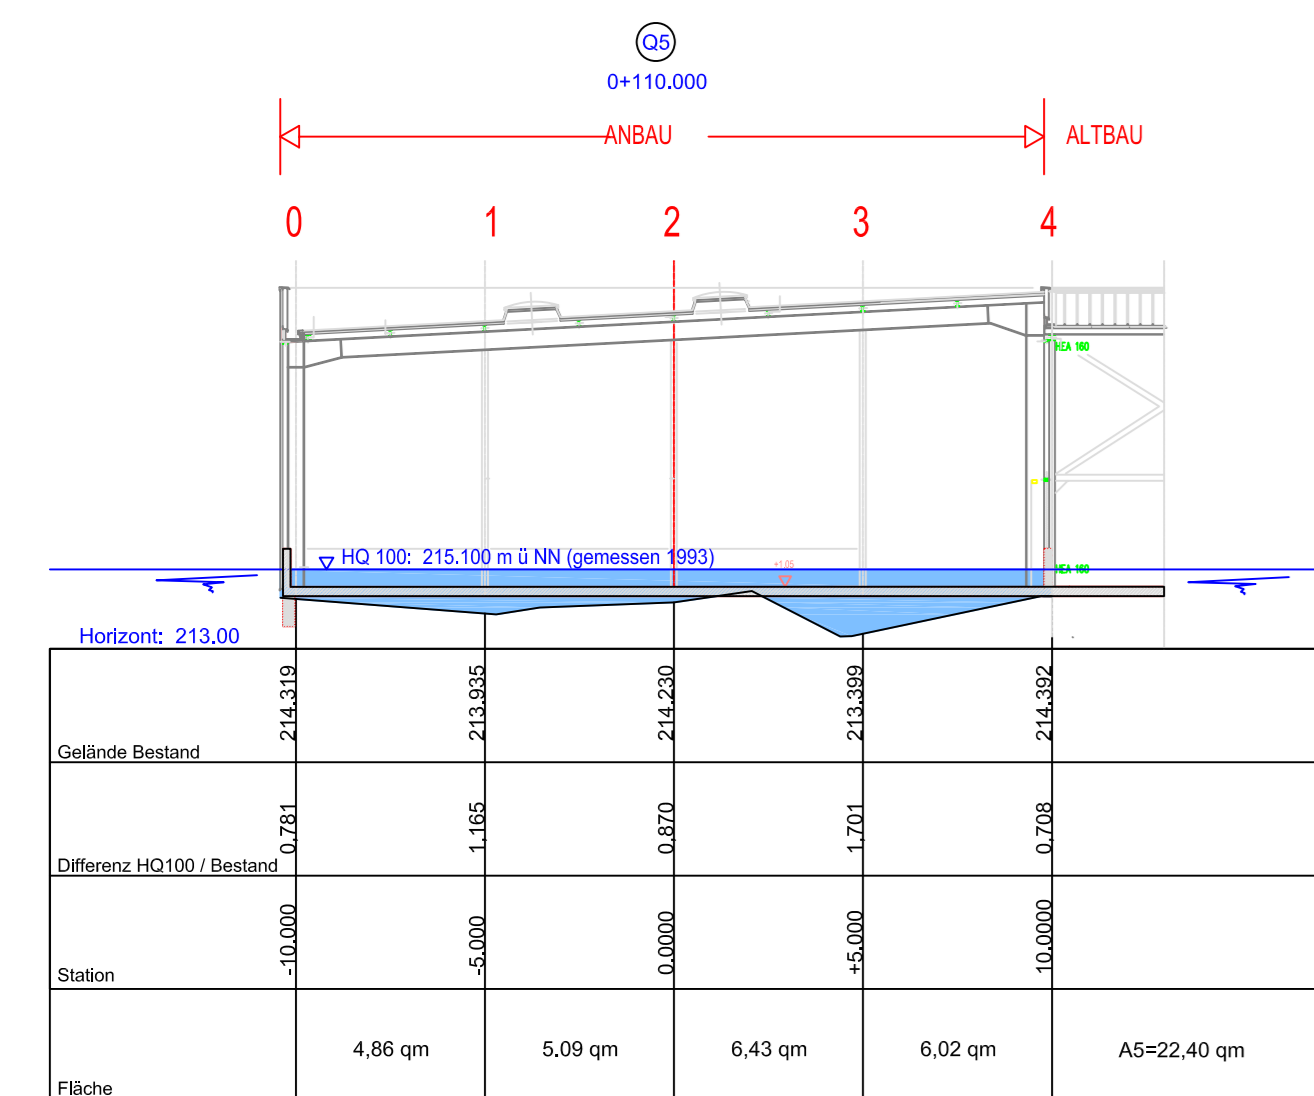 Q5
0+110.000
ANBAU
ALTBAU
0 1 2 3 4
HEA 160
HQ 100: 215.100 m ü NN (gemessen 1993)
+1.05
HEA 160
Horizont: 213.00
Gelände Bestand 214.319 213.935 214.230 213.399 214.392
Differenz HQ100 / Bestand 0,781 1,165 0,870 1,701 0,708
Station -10.000 -5.000 0.0000 +5.000 10.0000
Fläche 4,86 qm 5.09 qm 6,43 qm 6,02 qm A5=22,40 qm